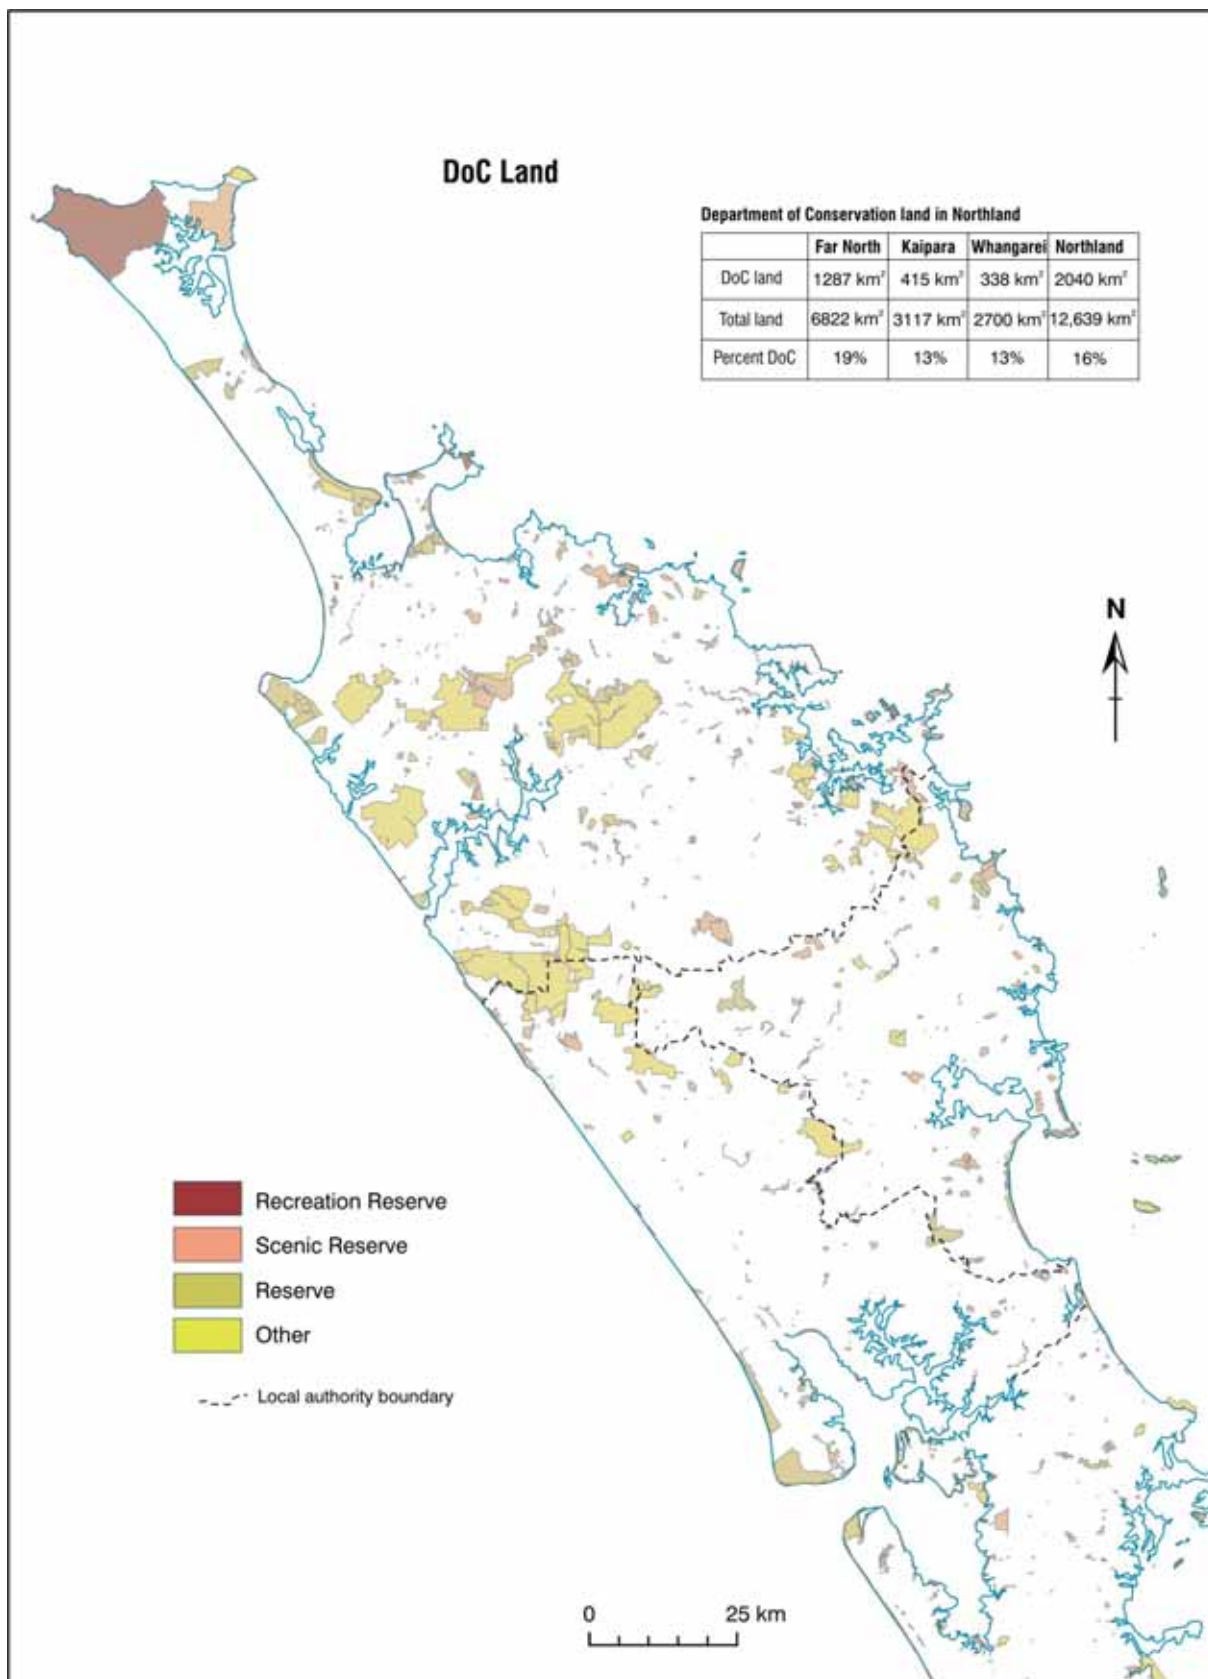 DoC Land
Department of Conservation land in Northland
Far North Kaipara Whangarei Northland
DoC land 1287 km² 415 km² 338 km² 2040 km²
Total land 6822 km² 3117 km² 2700 km² 12,639 km²
Percent DoC 19% 13% 13% 16%
N
Recreation Reserve
Scenic Reserve
Reserve
Other
Local authority boundary
0 25 km